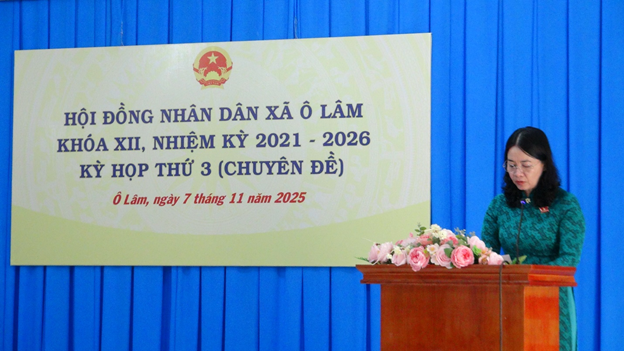 HỘI ĐỒNG NHÂN DÂN XÃ Ô LÂM
KHÓA XII, NHIỆM KỲ 2021 - 2026
KỲ HỌP THỨ 3 (CHUYÊN ĐỀ)
Ô Lâm, ngày 7 tháng 11 năm 2025